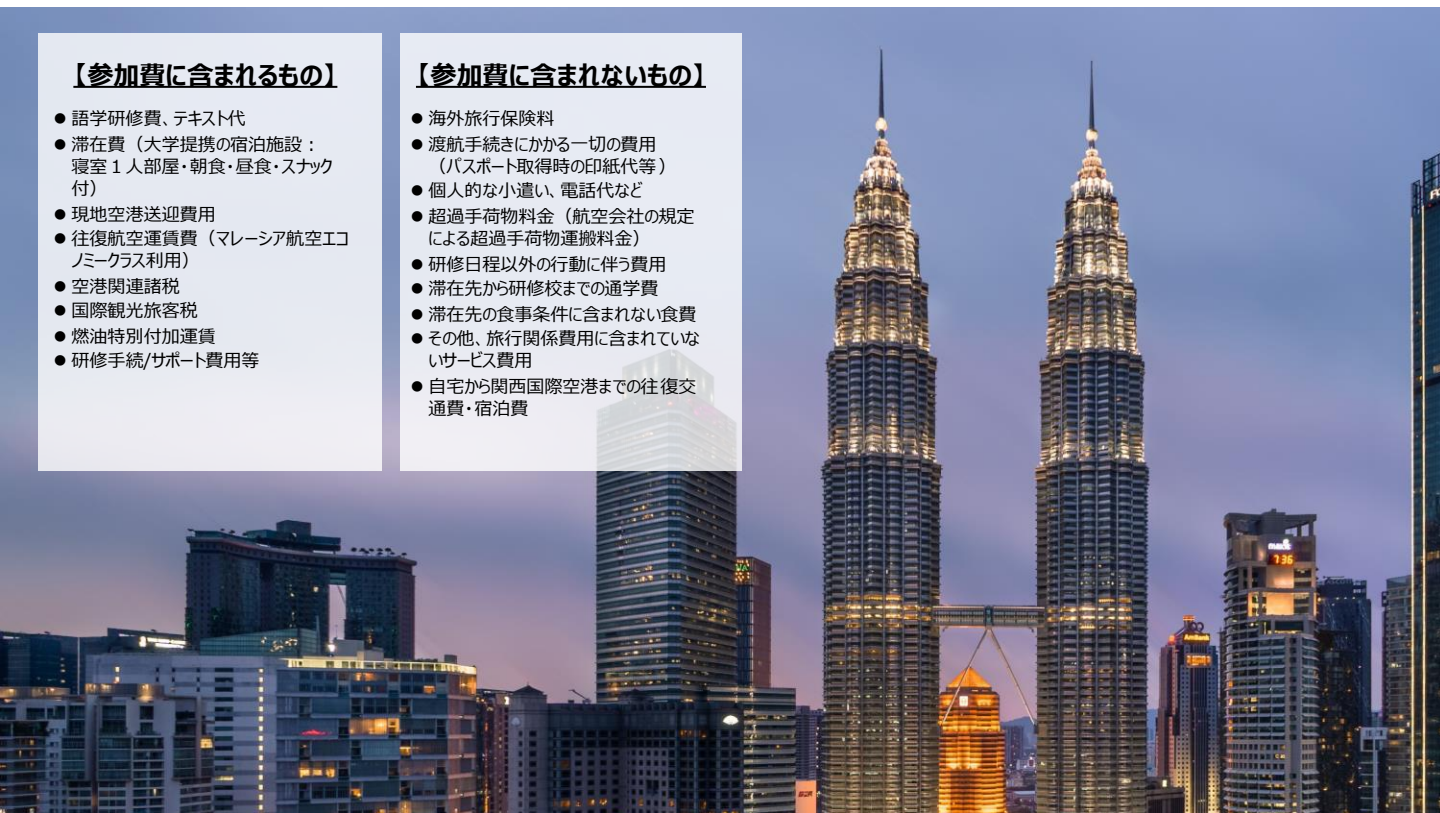 【参加費に含まれるもの】
● 語学研修費、テキスト代
● 滞在費（大学提携の宿泊施設：
寝室１人部屋・朝食・昼食・スナック
付）
● 現地空港送迎費用
● 往復航空運賃費（マレーシア航空エコ
ノミークラス利用）
● 空港関連諸税
● 国際観光旅客税
● 燃油特別付加運賃
● 研修手続/サポート費用等
【参加費に含まれないもの】
● 海外旅行保険料
● 渡航手続きにかかる一切の費用
（パスポート取得時の印紙代等）
● 個人的な小遣い、電話代など
● 超過手荷物料金（航空会社の規定
による超過手荷物運搬料金）
● 研修日程以外の行動に伴う費用
● 滞在先から研修校までの通学費
● 滞在先の食事条件に含まれない食費
● その他、旅行関係費用に含まれていな
いサービス費用
● 自宅から関西国際空港までの往復交
通費・宿泊費
maxis
7 36
AmBank